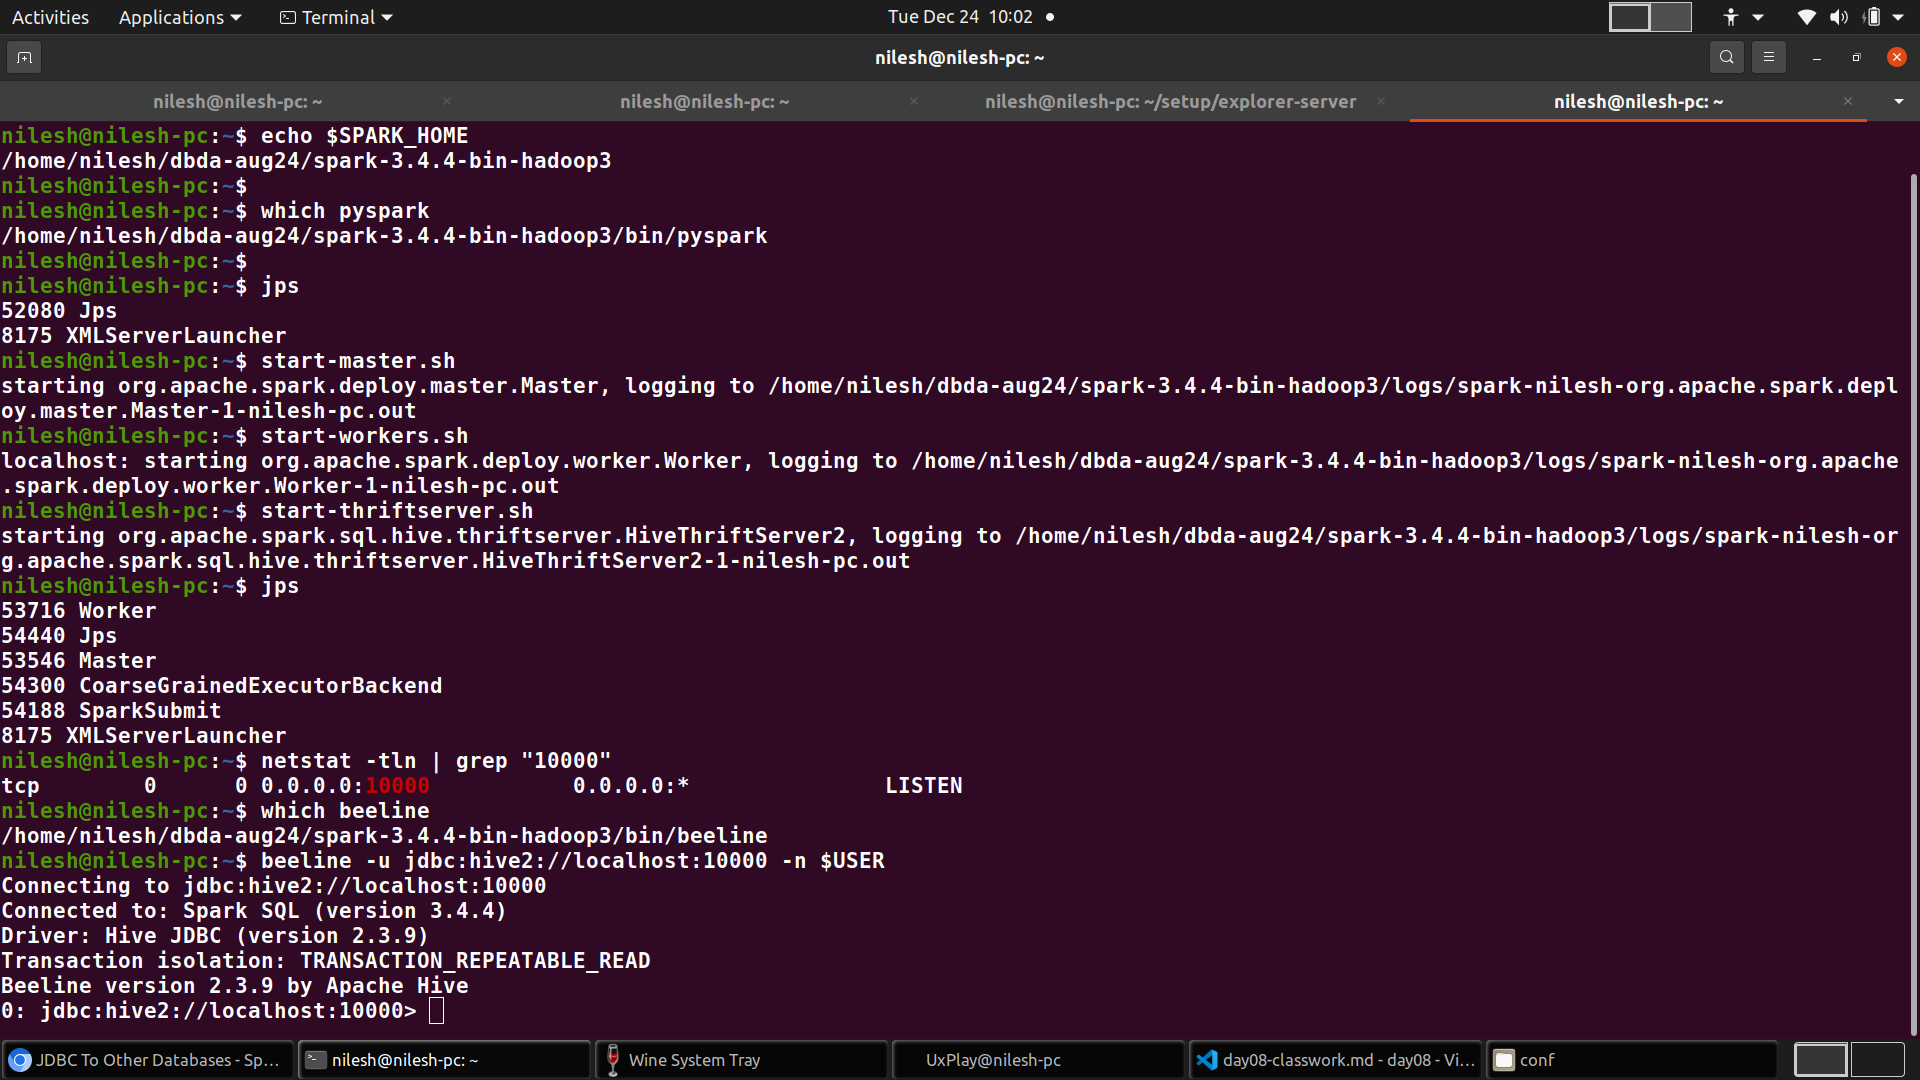 Activities Applications Terminal Tue Dec 24 10:02
nilesh@nilesh-pc: ~
nilesh@nilesh-pc: ~ nilesh@nilesh-pc: ~ nilesh@nilesh-pc: ~/setup/explorer-server nilesh@nilesh-pc: ~
nilesh@nilesh-pc:~$ echo $SPARK_HOME
/home/nilesh/dbda-aug24/spark-3.4.4-bin-hadoop3
nilesh@nilesh-pc:~$
nilesh@nilesh-pc:~$ which pyspark
/home/nilesh/dbda-aug24/spark-3.4.4-bin-hadoop3/bin/pyspark
nilesh@nilesh-pc:~$
nilesh@nilesh-pc:~$ jps
52080 Jps
8175 XMLServerLauncher
nilesh@nilesh-pc:~$ start-master.sh
starting org.apache.spark.deploy.master.Master, logging to /home/nilesh/dbda-aug24/spark-3.4.4-bin-hadoop3/logs/spark-nilesh-org.apache.spark.depl
oy.master.Master-1-nilesh-pc.out
nilesh@nilesh-pc:~$ start-workers.sh
localhost: starting org.apache.spark.deploy.worker.Worker, logging to /home/nilesh/dbda-aug24/spark-3.4.4-bin-hadoop3/logs/spark-nilesh-org.apache
.spark.deploy.worker.Worker-1-nilesh-pc.out
nilesh@nilesh-pc:~$ start-thriftserver.sh
starting org.apache.spark.sql.hive.thriftserver.HiveThriftServer2, logging to /home/nilesh/dbda-aug24/spark-3.4.4-bin-hadoop3/logs/spark-nilesh-or
g.apache.spark.sql.hive.thriftserver.HiveThriftServer2-1-nilesh-pc.out
nilesh@nilesh-pc:~$ jps
53716 Worker
54440 Jps
53546 Master
54300 CoarseGrainedExecutorBackend
54188 SparkSubmit
8175 XMLServerLauncher
nilesh@nilesh-pc:~$ netstat -tln | grep "10000"
tcp        0      0 0.0.0.0:10000           0.0.0.0:*               LISTEN
nilesh@nilesh-pc:~$ which beeline
/home/nilesh/dbda-aug24/spark-3.4.4-bin-hadoop3/bin/beeline
nilesh@nilesh-pc:~$ beeline -u jdbc:hive2://localhost:10000 -n $USER
Connecting to jdbc:hive2://localhost:10000
Connected to: Spark SQL (version 3.4.4)
Driver: Hive JDBC (version 2.3.9)
Transaction isolation: TRANSACTION_REPEATABLE_READ
Beeline version 2.3.9 by Apache Hive
0: jdbc:hive2://localhost:10000>
JDBC To Other Databases - Sp... nilesh@nilesh-pc: ~ Wine System Tray UxPlay@nilesh-pc day08-classwork.md - day08 - Vi... conf